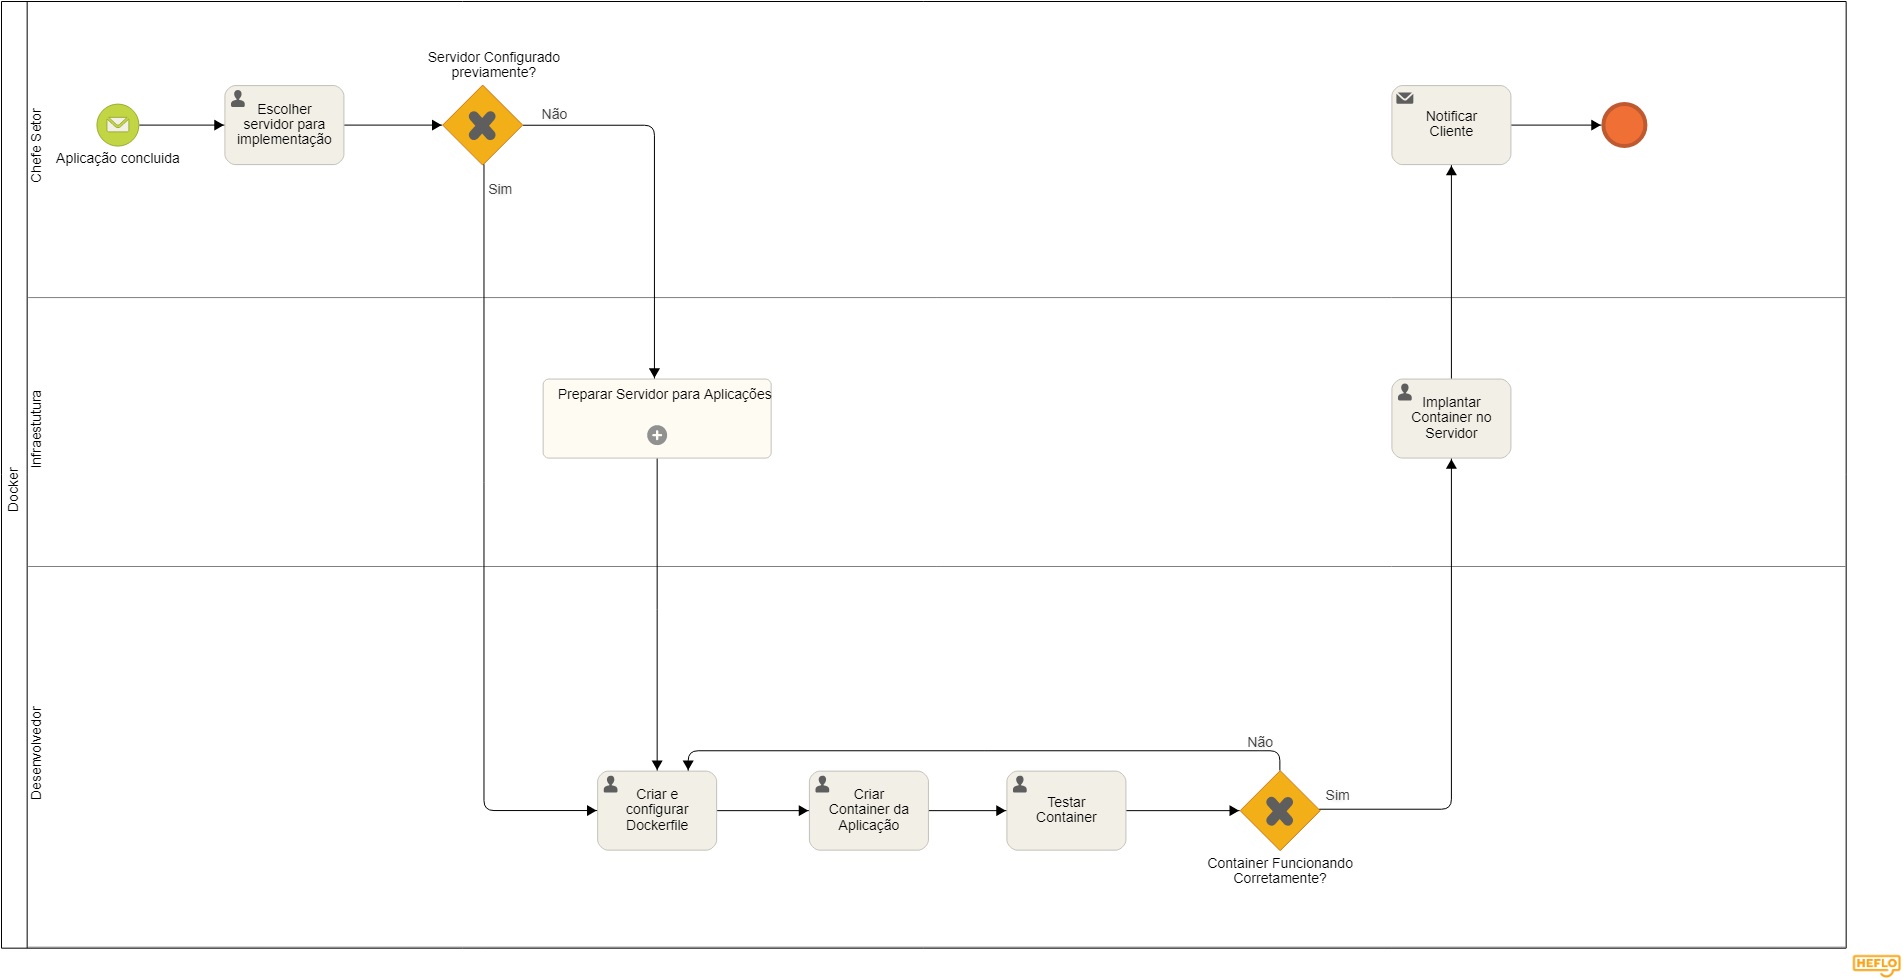 Docker
Chefe Setor
Aplicação concluida
Escolher
servidor para
implementação
Servidor Configurado
previamente?
Não
Sim
Notificar
Cliente
Infraestutura
Preparar Servidor para Aplicações
Implantar
Container no
Servidor
Desenvolvedor
Criar e
configurar
Dockerfile
Criar
Container da
Aplicação
Testar
Container
Não
Sim
Container Funcionando
Corretamente?
HEFLO